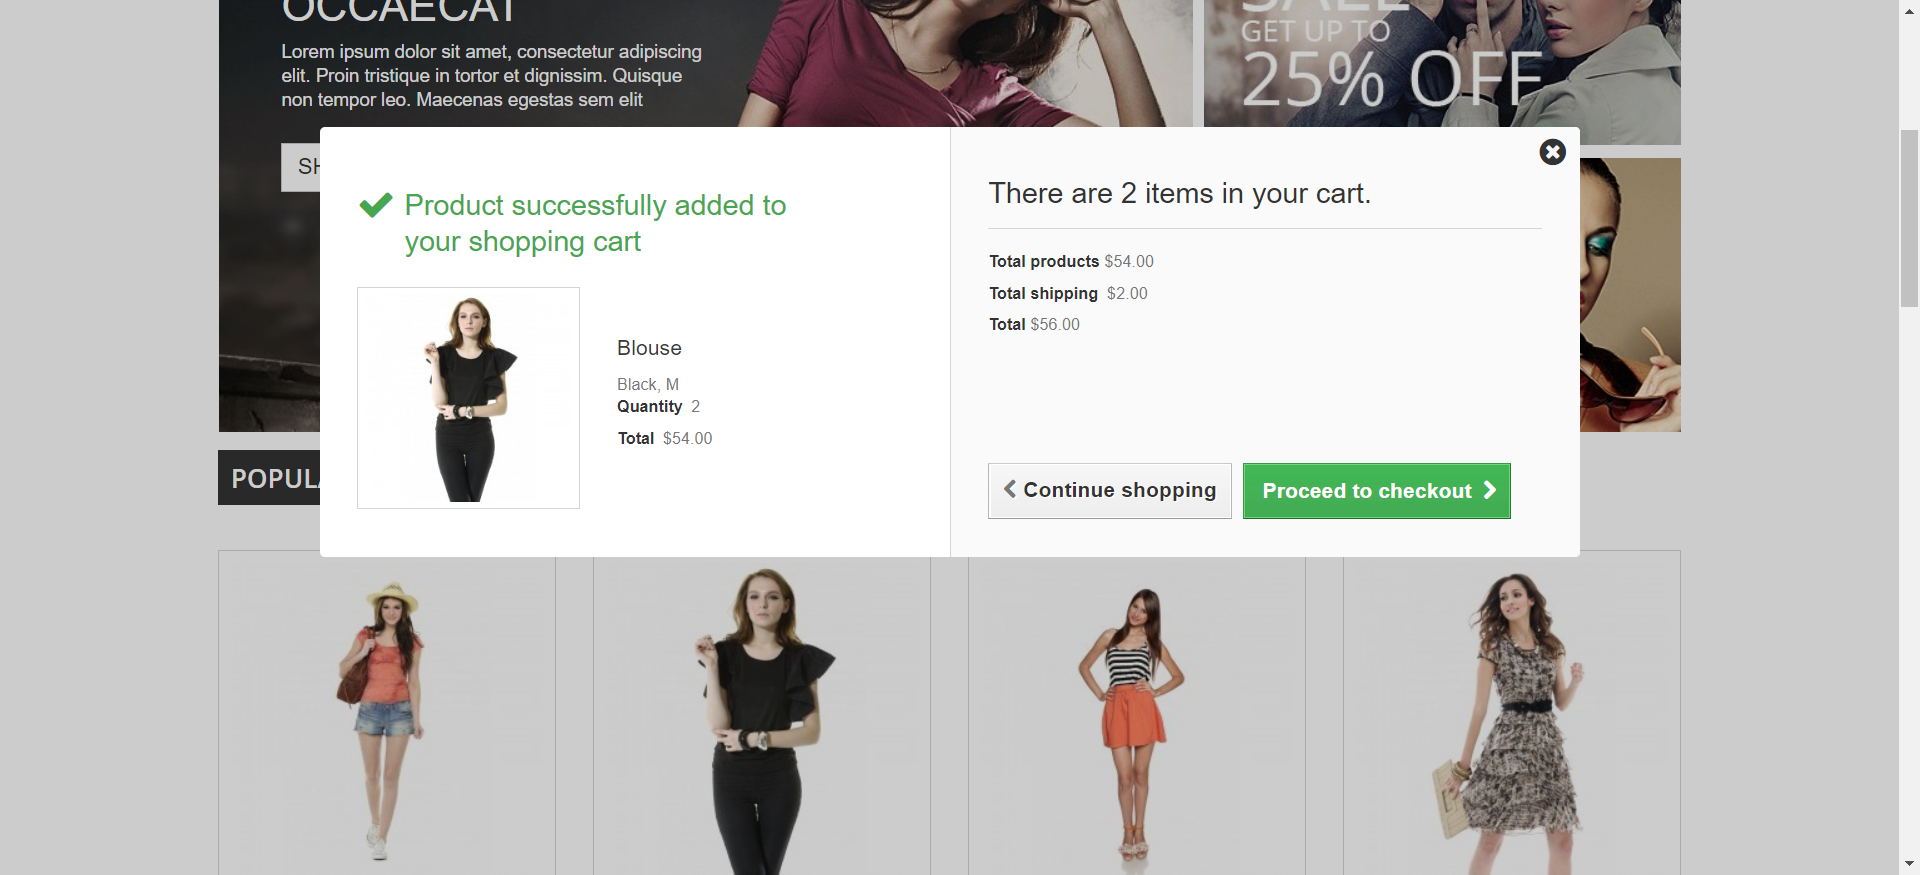 OCCAECAT
Lorem ipsum dolor sit amet, consectetur adipiscing
elit. Proin tristique in tortor et dignissim. Quisque
non tempor leo. Maecenas egestas sem elit
SALE
GET UP TO
25% OFF
SH
Product successfully added to
your shopping cart
Blouse
Black, M
Quantity 2
Total $54.00
There are 2 items in your cart.
Total products $54.00
Total shipping $2.00
Total $56.00
Continue shopping
Proceed to checkout
POPULA